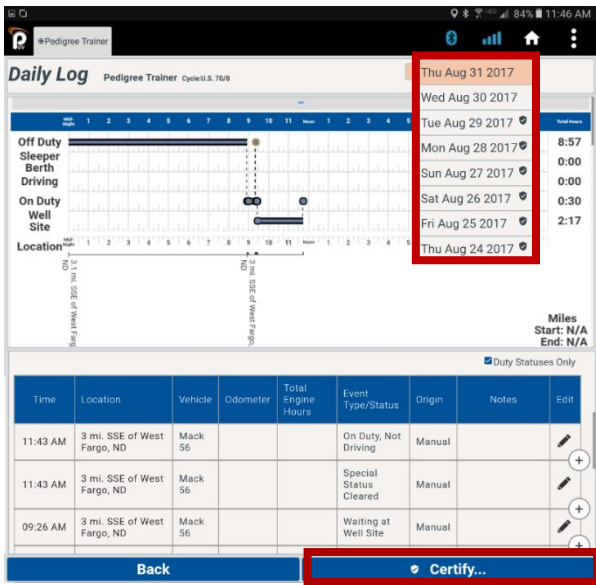 84% 11:46 AM
Pedigree Trainer
Daily Log Pedigree Trainer Cycle:U.S. 70/8
Thu Aug 31 2017
Wed Aug 30 2017
Tue Aug 29 2017
Mon Aug 28 2017
Sun Aug 27 2017
Sat Aug 26 2017
Fri Aug 25 2017
Thu Aug 24 2017
Mid-Night 1 2 3 4 5 6 7 8 9 10 11 Noon 1 2 3 4 5 Total Hours
Off Duty 8:57
Sleeper Berth 0:00
Driving 0:00
On Duty 0:30
Well Site 2:17
Location Mid-Night 1 2 3 4 5 6 7 8 9 10 11 Noon 1 2 3 4 5
3.1 mi. SSE of West Farg
ND
3 mi. SSE of West Fargo,
ND
Miles
Start: N/A
End: N/A
Duty Statuses Only
Time Location Vehicle Odometer Total Engine Hours Event Type/Status Origin Notes Edit
11:43 AM 3 mi. SSE of West Fargo, ND Mack 56 On Duty, Not Driving Manual
11:43 AM 3 mi. SSE of West Fargo, ND Mack 56 Special Status Cleared Manual
09:26 AM 3 mi. SSE of West Fargo, ND Mack 56 Waiting at Well Site Manual
Back Certify...